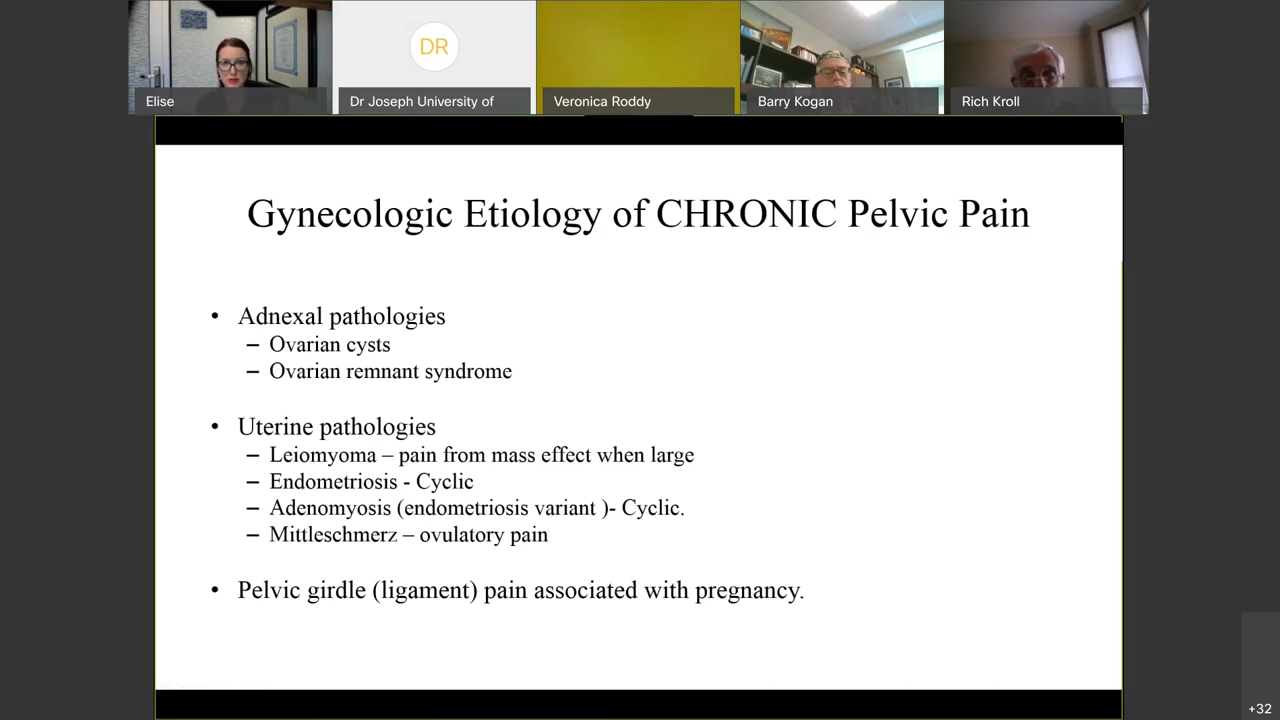 DR
Elise
Dr Joseph University of
Veronica Roddy
Barry Kogan
Rich Kroll
Gynecologic Etiology of CHRONIC Pelvic Pain
• Adnexal pathologies
– Ovarian cysts
– Ovarian remnant syndrome
• Uterine pathologies
– Leiomyoma – pain from mass effect when large
– Endometriosis - Cyclic
– Adenomyosis (endometriosis variant )- Cyclic.
– Mittleschmerz – ovulatory pain
• Pelvic girdle (ligament) pain associated with pregnancy.
+32